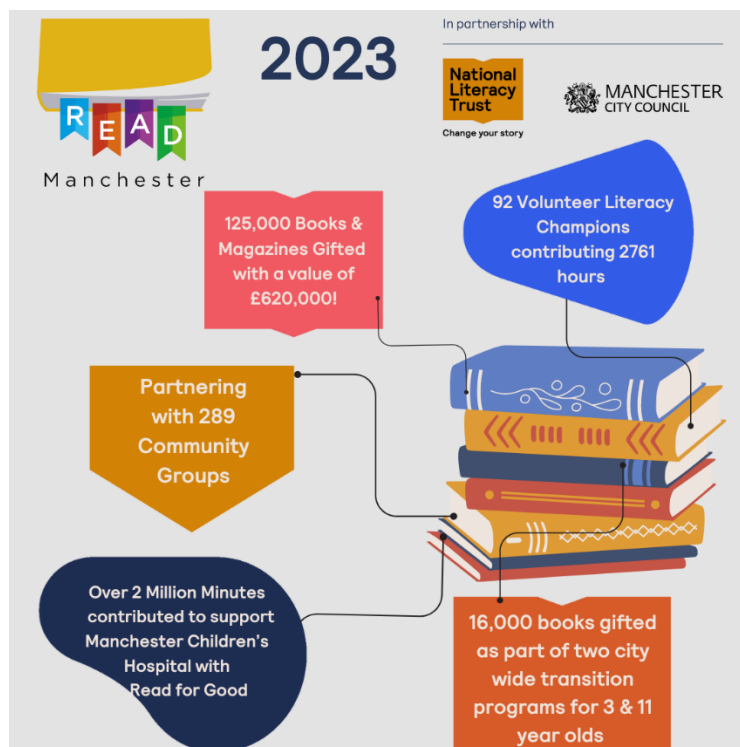 2023
In partnership with
READ
Manchester
National
Literacy
Trust
Change your story
MANCHESTER
CITY COUNCIL
125,000 Books &
Magazines Gifted
with a value of
£620,000!
92 Volunteer Literacy
Champions
contributing 2761
hours
Partnering
with 289
Community
Groups
Over 2 Million Minutes
contributed to support
Manchester Children's
Hospital with
Read for Good
16,000 books gifted
as part of two city
wide transition
programs for 3 & 11
year olds